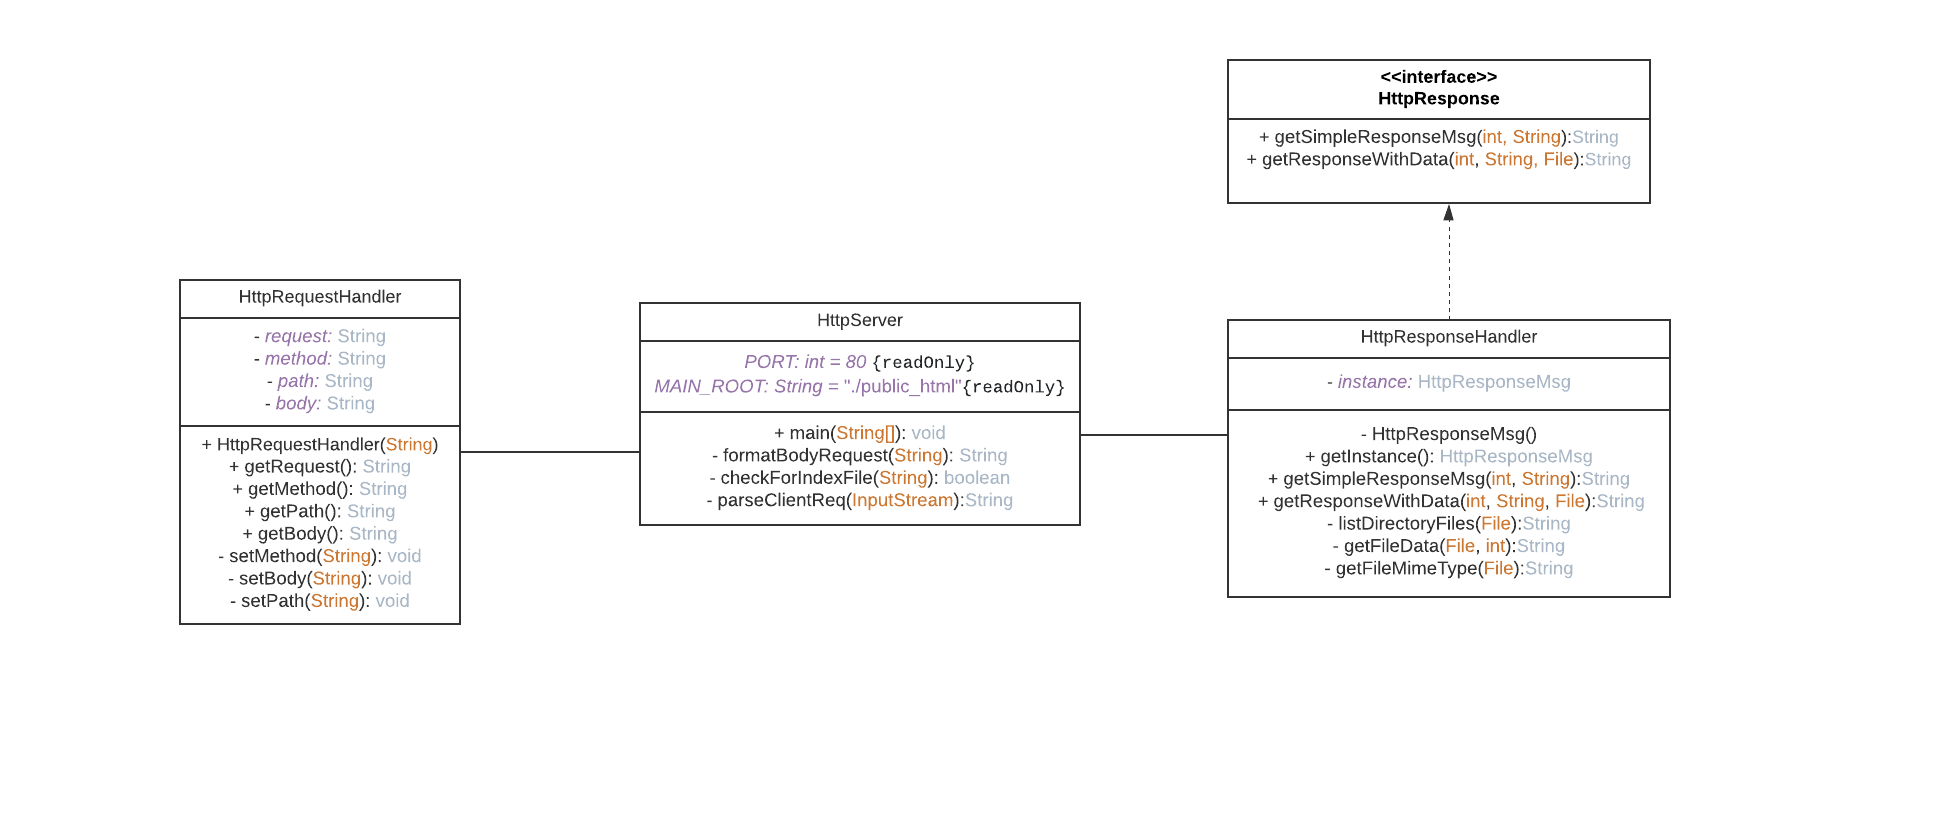 <<interface>>
HttpResponse
+ getSimpleResponseMsg(int, String):String
+ getResponseWithData(int, String, File):String
HttpRequestHandler
- request: String
- method: String
- path: String
- body: String
+ HttpRequestHandler(String)
+ getRequest(): String
+ getMethod(): String
+ getPath(): String
+ getBody(): String
- setMethod(String): void
- setBody(String): void
- setPath(String): void
HttpServer
PORT: int = 80 {readOnly}
MAIN_ROOT: String = "./public_html"{readOnly}
+ main(String[]): void
- formatBodyRequest(String): String
- checkForIndexFile(String): boolean
- parseClientReq(InputStream):String
HttpResponseHandler
- instance: HttpResponseMsg
- HttpResponseMsg()
+ getInstance(): HttpResponseMsg
+ getSimpleResponseMsg(int, String):String
+ getResponseWithData(int, String, File):String
- listDirectoryFiles(File):String
- getFileData(File, int):String
- getFileMimeType(File):String